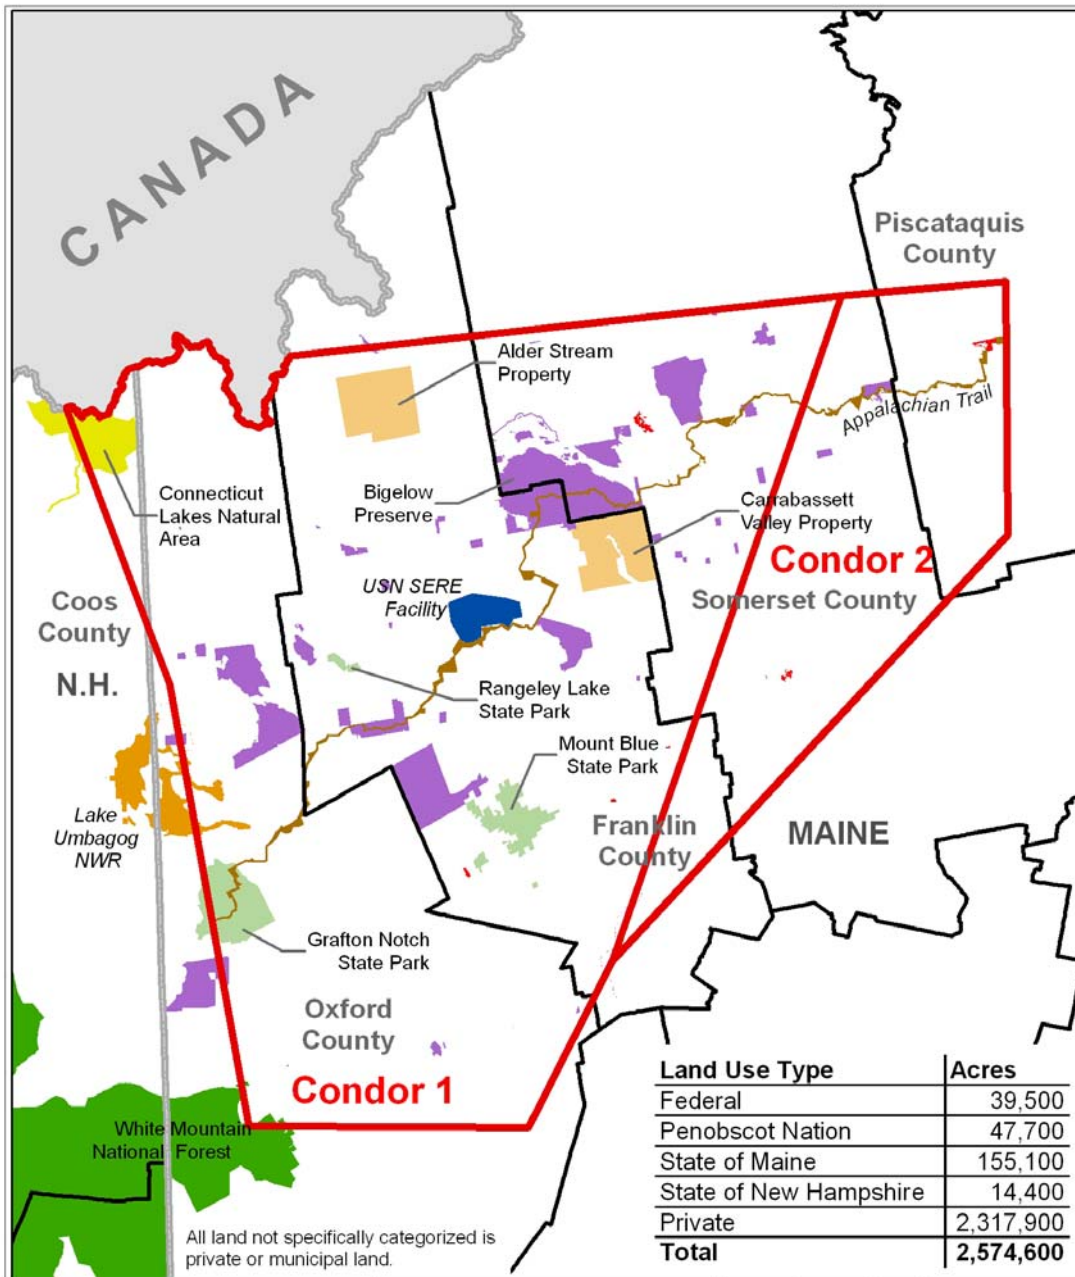 CANADA
Piscataquis
County
Alder Stream
Property
Appalachian Trail
Connecticut
Lakes Natural
Area
Bigelow
Preserve
Carrabassett
Valley Property
Condor 2
USN SERE
Facility
Somerset County
Coos
County
N.H.
Rangeley Lake
State Park
Mount Blue
State Park
Lake
Umbagog
NWR
Franklin
County
MAINE
Grafton Notch
State Park
Oxford
County
Condor 1
White Mountain
National Forest
All land not specifically categorized is
private or municipal land.
Land Use Type Acres
Federal 39,500
Penobscot Nation 47,700
State of Maine 155,100
State of New Hampshire 14,400
Private 2,317,900
Total 2,574,600